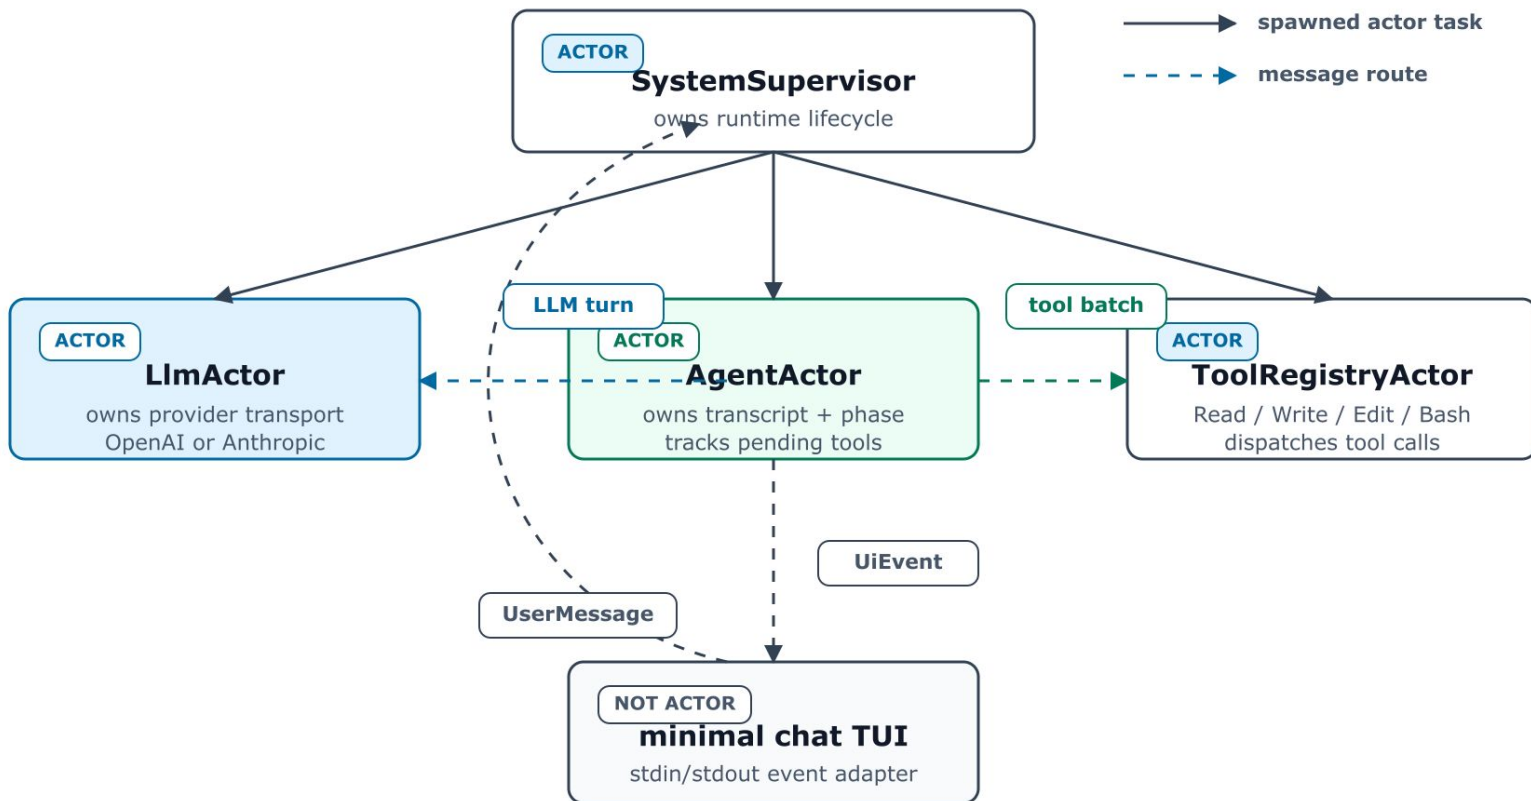 spawned actor task
message route
ACTOR
SystemSupervisor
owns runtime lifecycle
LLM turn
tool batch
ACTOR
LlmActor
owns provider transport
OpenAI or Anthropic
ACTOR
AgentActor
owns transcript + phase
tracks pending tools
ACTOR
ToolRegistryActor
Read / Write / Edit / Bash
dispatches tool calls
UiEvent
UserMessage
NOT ACTOR
minimal chat TUI
stdin/stdout event adapter